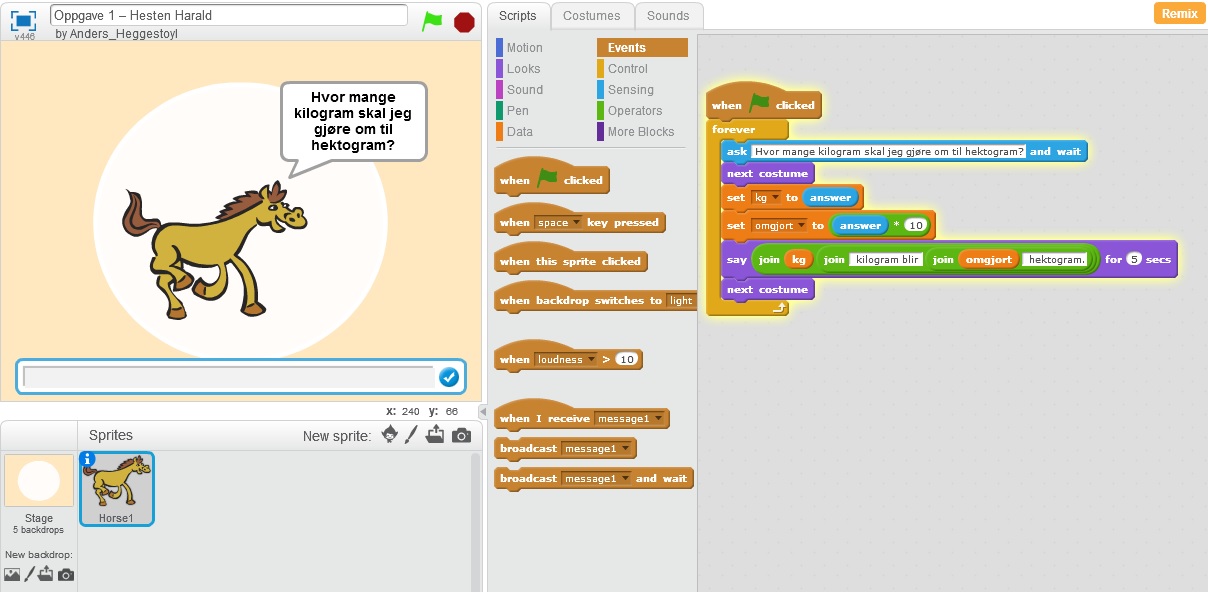 Oppgave 1 – Hesten Harald
by Anders_Heggestoyl
v446
Hvor mange
kilogram skal jeg
gjøre om til
hektogram?
x: 240 y: 66
Sprites
New sprite:
Stage
5 backdrops
New backdrop:
Horse1
Scripts
Costumes
Sounds
Motion
Looks
Sound
Pen
Data
Events
Control
Sensing
Operators
More Blocks
when clicked
when space key pressed
when this sprite clicked
when backdrop switches to light
when loudness > 10
when I receive message1
broadcast message1
broadcast message1 and wait
Remix
when clicked
forever
ask Hvor mange kilogram skal jeg gjøre om til hektogram? and wait
next costume
set kg to answer
set omgjort to answer * 10
say join kg join kilogram blir join omgjort hektogram. for 5 secs
next costume